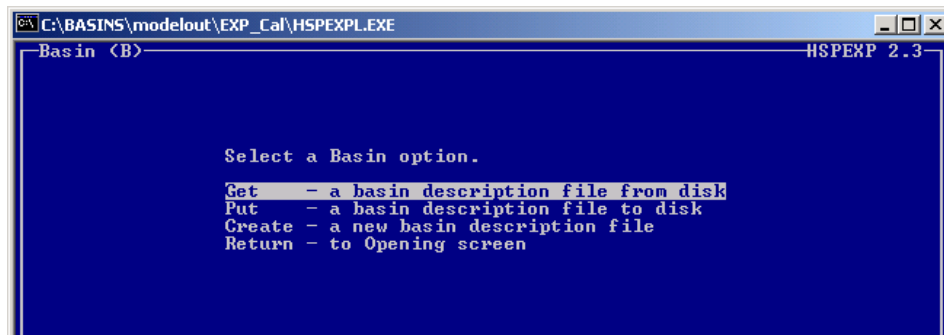 C:\BASINS\modelout\EXP_Cal\HSPEXPL.EXE
Basin (B) HSPEXP 2.3
Select a Basin option.
Get - a basin description file from disk
Put - a basin description file to disk
Create - a new basin description file
Return - to Opening screen